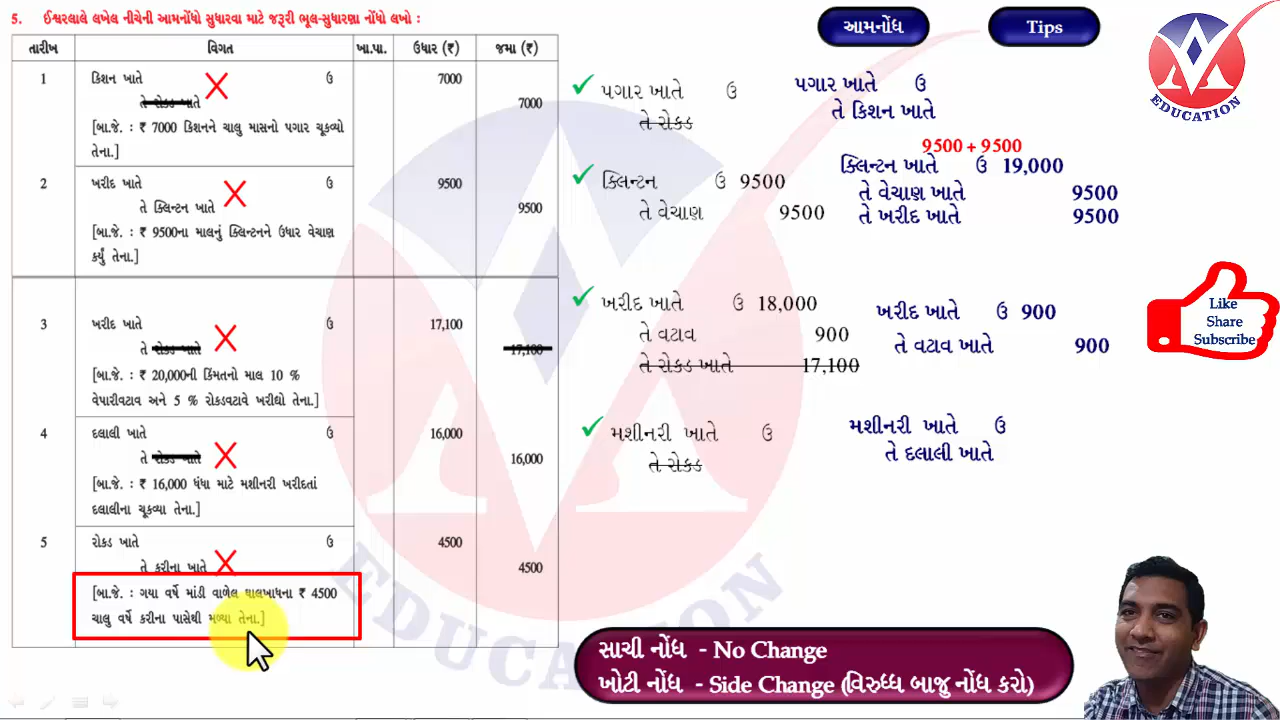 5. ઈશ્વરલાલે લખેલ નીચેની આમનોંધો સુધારવા માટે જરૂરી ભૂલ-સુધારણા નોંધો લખો :
તારીખ વિગત ખા.પા. ઉધાર (₹) જમા (₹)
1 કિશન ખાતે ઉ 7000
તે રોકડ ખાતે 7000
[બા.જે. : ₹ 7000 કિશનને ચાલુ માસનો પગાર ચૂકવ્યો
તેના.]
2 ખરીદ ખાતે ઉ 9500
તે ક્લિન્ટન ખાતે 9500
[બા.જે. : ₹ 9500ના માલનું ક્લિન્ટનને ઉધાર વેચાણ
કર્યું તેના.]
3 ખરીદ ખાતે ઉ 17,100
તે રોકડ ખાતે 17,100
[બા.જે. : ₹ 20,000ની કિંમતનો માલ 10 %
વેપારીવટાવ અને 5 % રોકડવટાવે ખરીદ્યો તેના.]
4 દલાલી ખાતે ઉ 16,000
તે રોકડ ખાતે 16,000
[બા.જે. : ₹ 16,000 ધંધા માટે મશીનરી ખરીદતાં
દલાલીના ચૂકવ્યા તેના.]
5 રોકડ ખાતે ઉ 4500
તે કરીના ખાતે 4500
[બા.જે. : ગયા વર્ષે માંડી વાળેલ ઘાલખાધના ₹ 4500
ચાલુ વર્ષે કરીના પાસેથી મળ્યા તેના.]
આમનોંધ
Tips
પગાર ખાતે ઉ
તે રોકડ
પગાર ખાતે ઉ
તે કિશન ખાતે
ક્લિન્ટન ઉ 9500
તે વેચાણ 9500
9500 + 9500
ક્લિન્ટન ખાતે ઉ 19,000
તે વેચાણ ખાતે 9500
તે ખરીદ ખાતે 9500
ખરીદ ખાતે ઉ 18,000
તે વટાવ 900
તે રોકડ ખાતે 17,100
ખરીદ ખાતે ઉ 900
તે વટાવ ખાતે 900
મશીનરી ખાતે ઉ
તે રોકડ
મશીનરી ખાતે ઉ
તે દલાલી ખાતે
EDUCATION
Like
Share
Subscribe
સાચી નોંધ - No Change
ખોટી નોંધ - Side Change (વિરુધ્ધ બાજુ નોંધ કરો)
EDUCATION